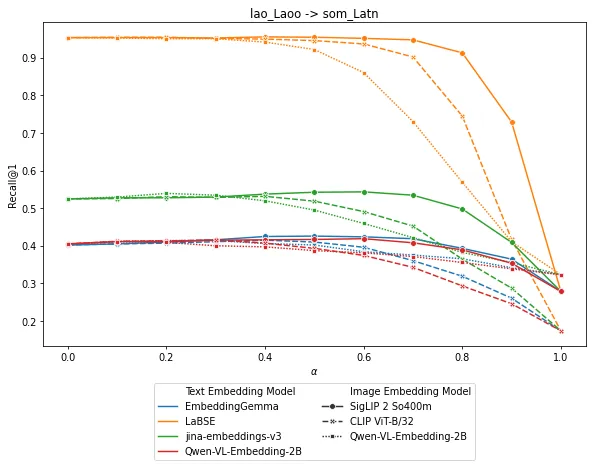 lao_Laoo -> som_Latn
0.9
0.8
0.7
0.6
0.5
0.4
0.3
0.2
Recall@1
0.0 0.2 0.4 0.6 0.8 1.0
α
Text Embedding Model Image Embedding Model
EmbeddingGemma SigLIP 2 So400m
LaBSE CLIP ViT-B/32
jina-embeddings-v3 Qwen-VL-Embedding-2B
Qwen-VL-Embedding-2B